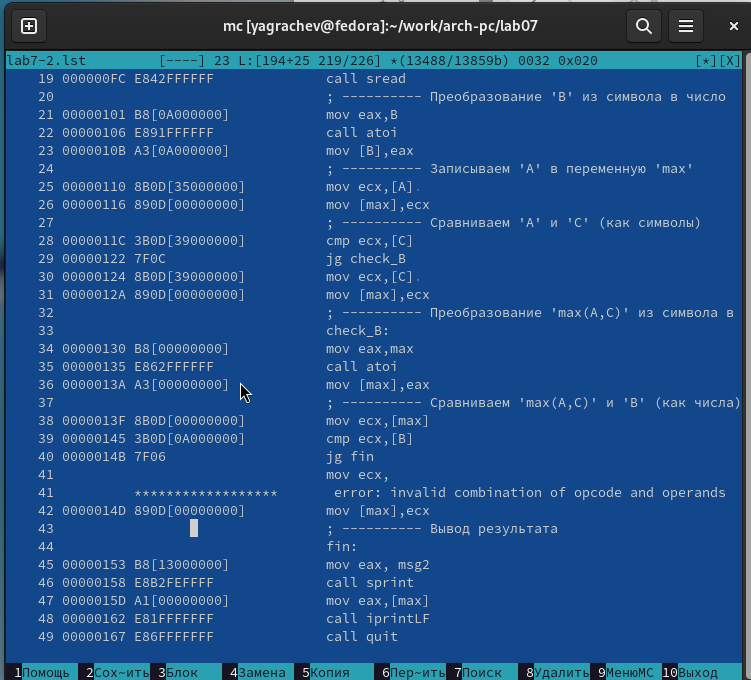 mc [yagrachev@fedora]:~/work/arch-pc/lab07
lab7-2.lst [----] 23 L:[194+25 219/226] *(13488/13859b) 0032 0x020 [*][X]
19 000000FC E842FFFFFF call sread
20 ; ---------- Преобразование 'B' из символа в число
21 00000101 B8[0A000000] mov eax,B
22 00000106 E891FFFFFF call atoi
23 0000010B A3[0A000000] mov [B],eax
24 ; ---------- Записываем 'A' в переменную 'max'
25 00000110 8B0D[35000000] mov ecx,[A].
26 00000116 890D[00000000] mov [max],ecx
27 ; ---------- Сравниваем 'A' и 'C' (как символы)
28 0000011C 3B0D[39000000] cmp ecx,[C]
29 00000122 7F0C jg check_B
30 00000124 8B0D[39000000] mov ecx,[C].
31 0000012A 890D[00000000] mov [max],ecx
32 ; ---------- Преобразование 'max(A,C)' из символа в
33 check_B:
34 00000130 B8[00000000] mov eax,max
35 00000135 E862FFFFFF call atoi
36 0000013A A3[00000000] mov [max],eax
37 ; ---------- Сравниваем 'max(A,C)' и 'B' (как числа)
38 0000013F 8B0D[00000000] mov ecx,[max]
39 00000145 3B0D[0A000000] cmp ecx,[B]
40 0000014B 7F06 jg fin
41 mov ecx,
41 ****************** error: invalid combination of opcode and operands
42 0000014D 890D[00000000] mov [max],ecx
43 ; ---------- Вывод результата
44 fin:
45 00000153 B8[13000000] mov eax, msg2
46 00000158 E8B2FEFFFF call sprint
47 0000015D A1[00000000] mov eax,[max]
48 00000162 E81FFFFFFF call iprintLF
49 00000167 E86FFFFFFF call quit
1Помощь 2Сох~ить 3Блок 4Замена 5Копия 6Пер~ить 7Поиск 8Удалить 9МенюMC 10Выход